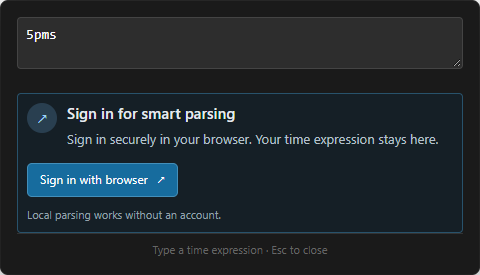 5pms
Sign in for smart parsing
Sign in securely in your browser. Your time expression stays here.
Sign in with browser ↗
Local parsing works without an account.
Type a time expression · Esc to close